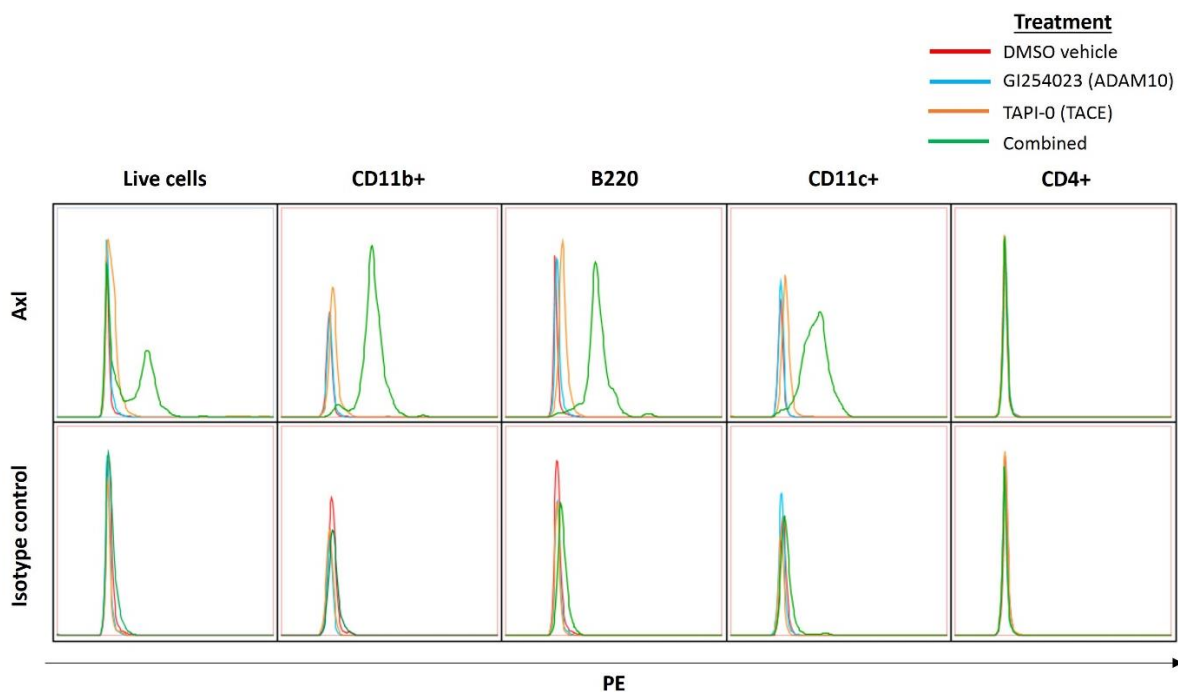 Treatment
DMSO vehicle
GI254023 (ADAM10)
TAPI-0 (TACE)
Combined
Live cells
CD11b+
B220
CD11c+
CD4+
Axl
Isotype control
PE